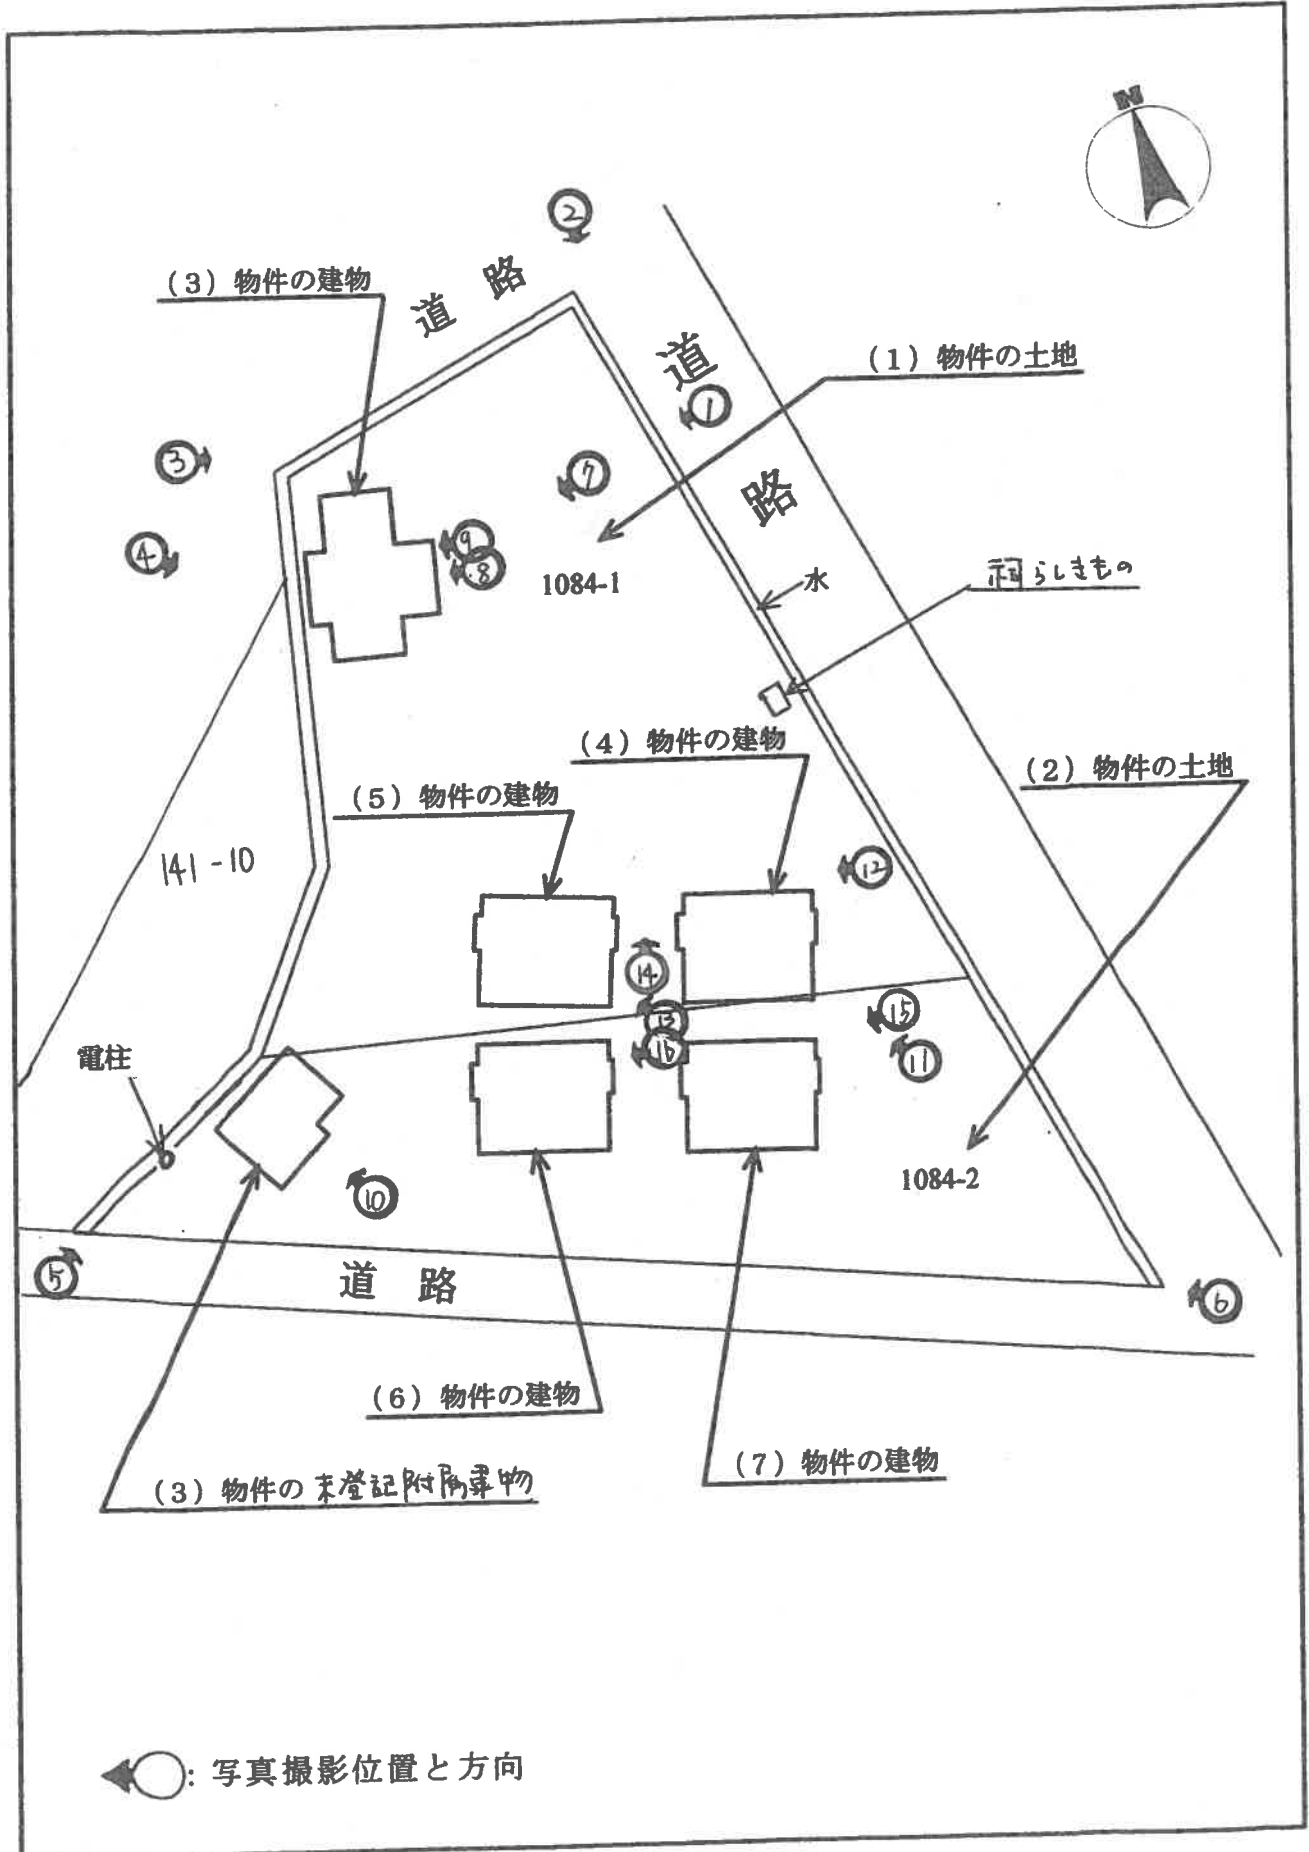 N
②
道路
(3) 物件の建物
道路
(1) 物件の土地
①
③
⑦
④
⑨
⑧
1084-1
水
祠らしきもの
(4) 物件の建物
(2) 物件の土地
(5) 物件の建物
141-10
⑫
⑭
⑬
⑮
⑯
⑪
電柱
1084-2
⑩
⑤
道路
⑥
(6) 物件の建物
(7) 物件の建物
(3) 物件の未登記附属建物
: 写真撮影位置と方向